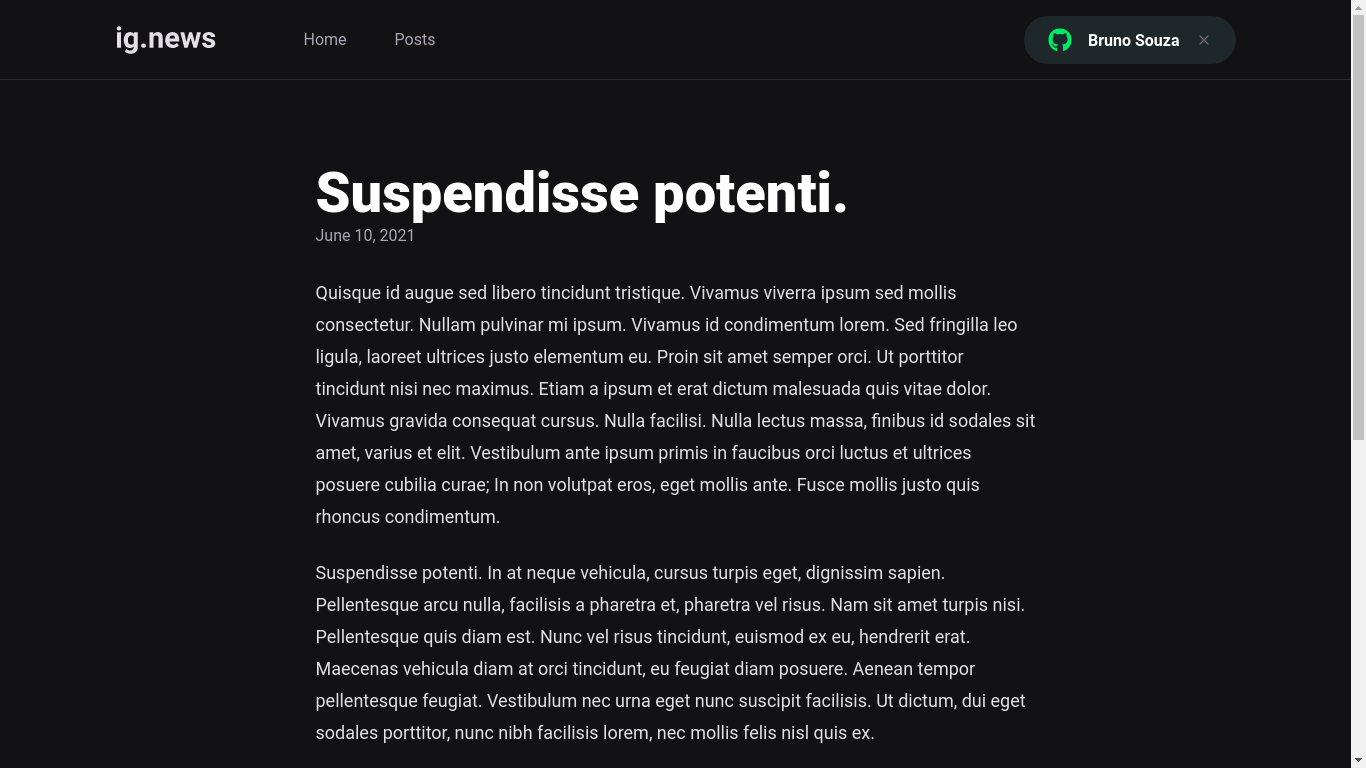 ig.news
Home
Posts
Bruno Souza
Suspendisse potenti.
June 10, 2021
Quisque id augue sed libero tincidunt tristique. Vivamus viverra ipsum sed mollis
consectetur. Nullam pulvinar mi ipsum. Vivamus id condimentum lorem. Sed fringilla leo
ligula, laoreet ultrices justo elementum eu. Proin sit amet semper orci. Ut porttitor
tincidunt nisi nec maximus. Etiam a ipsum et erat dictum malesuada quis vitae dolor.
Vivamus gravida consequat cursus. Nulla facilisi. Nulla lectus massa, finibus id sodales sit
amet, varius et elit. Vestibulum ante ipsum primis in faucibus orci luctus et ultrices
posuere cubilia curae; In non volutpat eros, eget mollis ante. Fusce mollis justo quis
rhoncus condimentum.
Suspendisse potenti. In at neque vehicula, cursus turpis eget, dignissim sapien.
Pellentesque arcu nulla, facilisis a pharetra et, pharetra vel risus. Nam sit amet turpis nisi.
Pellentesque quis diam est. Nunc vel risus tincidunt, euismod ex eu, hendrerit erat.
Maecenas vehicula diam at orci tincidunt, eu feugiat diam posuere. Aenean tempor
pellentesque feugiat. Vestibulum nec urna eget nunc suscipit facilisis. Ut dictum, dui eget
sodales porttitor, nunc nibh facilisis lorem, nec mollis felis nisl quis ex.